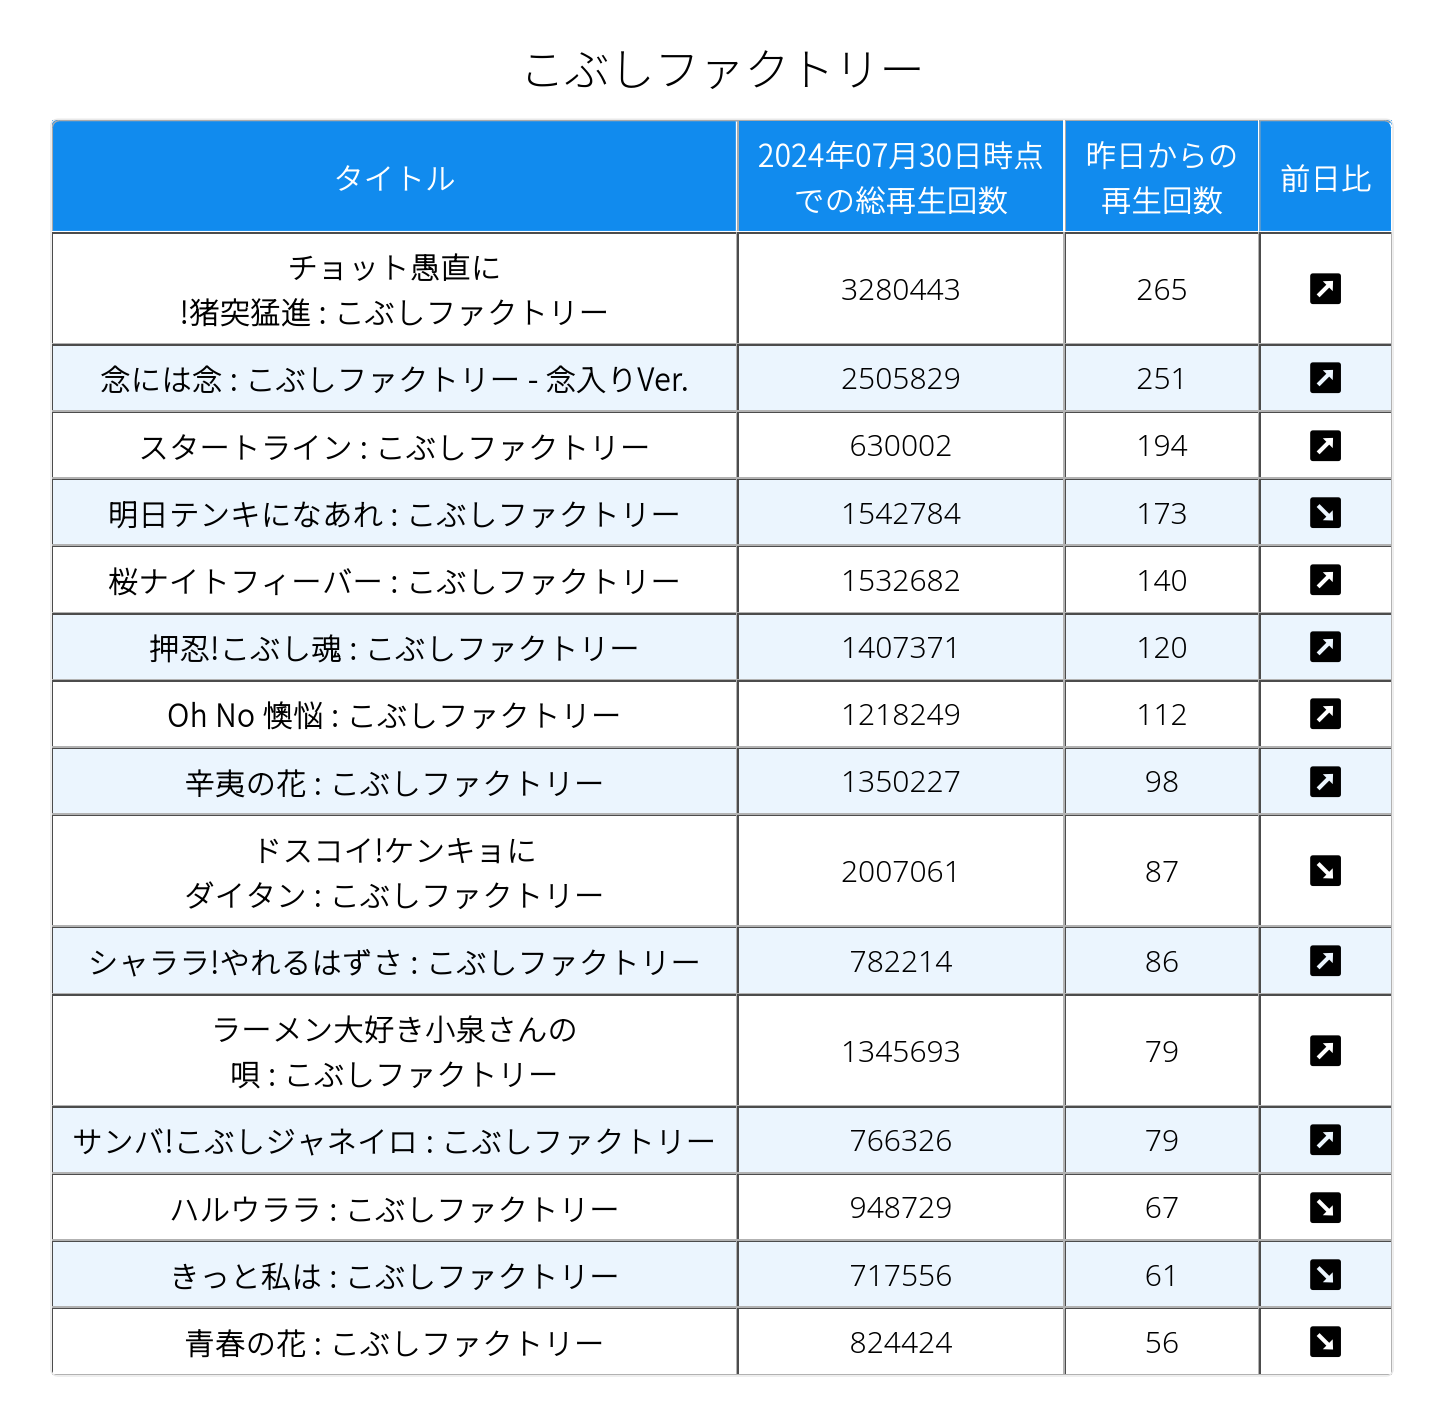 こぶしファクトリー
タイトル
2024年07月30日時点
での総再生回数
昨日からの
再生回数
前日比
チョット愚直に
!猪突猛進 : こぶしファクトリー
3280443
265
念には念 : こぶしファクトリー - 念入りVer.
2505829
251
スタートライン : こぶしファクトリー
630002
194
明日テンキになあれ : こぶしファクトリー
1542784
173
桜ナイトフィーバー : こぶしファクトリー
1532682
140
押忍!こぶし魂 : こぶしファクトリー
1407371
120
Oh No 懊悩 : こぶしファクトリー
1218249
112
辛夷の花 : こぶしファクトリー
1350227
98
ドスコイ!ケンキョに
ダイタン : こぶしファクトリー
2007061
87
シャララ!やれるはずさ : こぶしファクトリー
782214
86
ラーメン大好き小泉さんの
唄 : こぶしファクトリー
1345693
79
サンバ!こぶしジャネイロ : こぶしファクトリー
766326
79
ハルウララ : こぶしファクトリー
948729
67
きっと私は : こぶしファクトリー
717556
61
青春の花 : こぶしファクトリー
824424
56